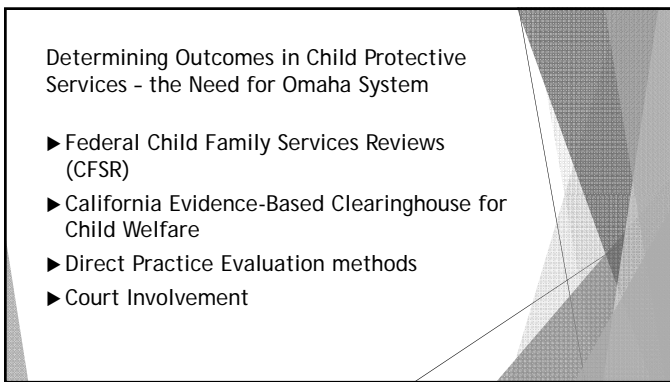 Determining Outcomes in Child Protective
Services - the Need for Omaha System
▶ Federal Child Family Services Reviews
(CFSR)
▶ California Evidence-Based Clearinghouse for
Child Welfare
▶ Direct Practice Evaluation methods
▶ Court Involvement